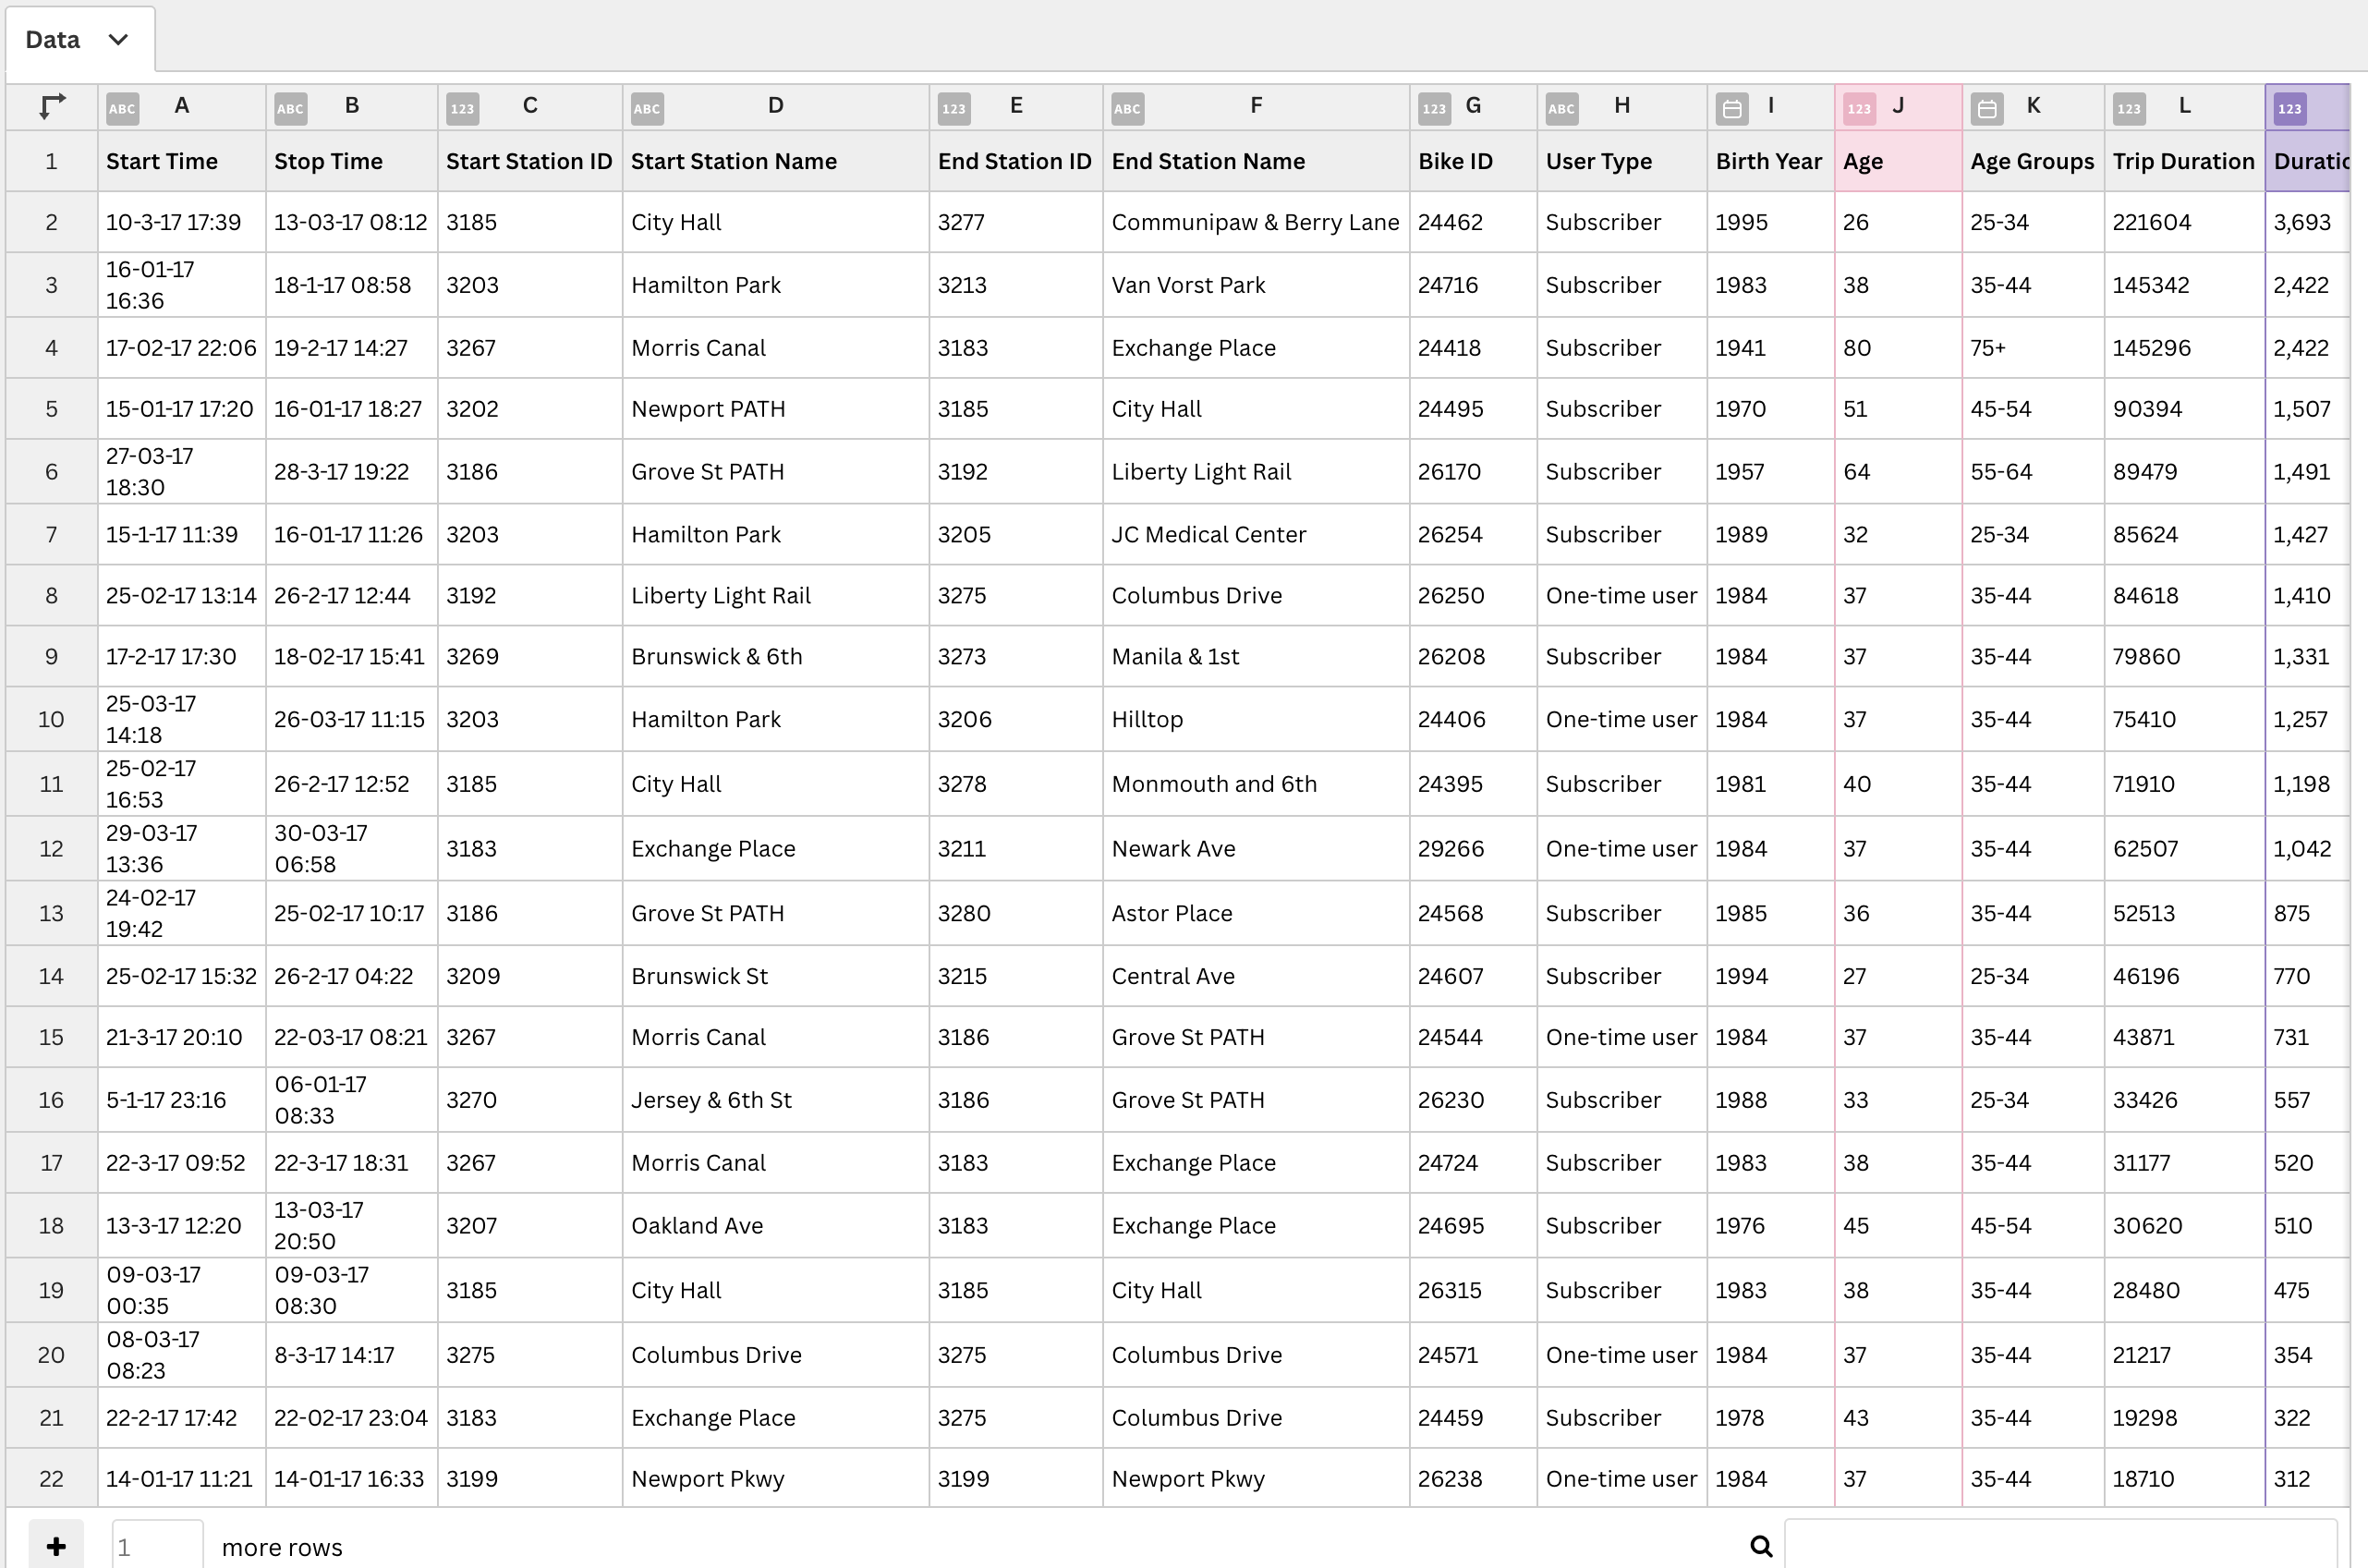 Data
ABC A ABC B 123 C ABC D 123 E ABC F 123 G ABC H I 123 J K 123 L 123
1 Start Time Stop Time Start Station ID Start Station Name End Station ID End Station Name Bike ID User Type Birth Year Age Age Groups Trip Duration
2 10-3-17 17:39 13-03-17 08:12 3185 City Hall 3277 Communipaw & Berry Lane 24462 Subscriber 1995 26 25-34 221604 3,693
3 16-01-17 16:36 18-1-17 08:58 3203 Hamilton Park 3213 Van Vorst Park 24716 Subscriber 1983 38 35-44 145342 2,422
4 17-02-17 22:06 19-2-17 14:27 3267 Morris Canal 3183 Exchange Place 24418 Subscriber 1941 80 75+ 145296 2,422
5 15-01-17 17:20 16-01-17 18:27 3202 Newport PATH 3185 City Hall 24495 Subscriber 1970 51 45-54 90394 1,507
6 27-03-17 18:30 28-3-17 19:22 3186 Grove St PATH 3192 Liberty Light Rail 26170 Subscriber 1957 64 55-64 89479 1,491
7 15-1-17 11:39 16-01-17 11:26 3203 Hamilton Park 3205 JC Medical Center 26254 Subscriber 1989 32 25-34 85624 1,427
8 25-02-17 13:14 26-2-17 12:44 3192 Liberty Light Rail 3275 Columbus Drive 26250 One-time user 1984 37 35-44 84618 1,410
9 17-2-17 17:30 18-02-17 15:41 3269 Brunswick & 6th 3273 Manila & 1st 26208 Subscriber 1984 37 35-44 79860 1,331
10 25-03-17 14:18 26-03-17 11:15 3203 Hamilton Park 3206 Hilltop 24406 One-time user 1984 37 35-44 75410 1,257
11 25-02-17 16:53 26-2-17 12:52 3185 City Hall 3278 Monmouth and 6th 24395 Subscriber 1981 40 35-44 71910 1,198
12 29-03-17 13:36 30-03-17 06:58 3183 Exchange Place 3211 Newark Ave 29266 One-time user 1984 37 35-44 62507 1,042
13 24-02-17 19:42 25-02-17 10:17 3186 Grove St PATH 3280 Astor Place 24568 Subscriber 1985 36 35-44 52513 875
14 25-02-17 15:32 26-2-17 04:22 3209 Brunswick St 3215 Central Ave 24607 Subscriber 1994 27 25-34 46196 770
15 21-3-17 20:10 22-03-17 08:21 3267 Morris Canal 3186 Grove St PATH 24544 One-time user 1984 37 35-44 43871 731
16 5-1-17 23:16 06-01-17 08:33 3270 Jersey & 6th St 3186 Grove St PATH 26230 Subscriber 1988 33 25-34 33426 557
17 22-3-17 09:52 22-3-17 18:31 3267 Morris Canal 3183 Exchange Place 24724 Subscriber 1983 38 35-44 31177 520
18 13-3-17 12:20 13-03-17 20:50 3207 Oakland Ave 3183 Exchange Place 24695 Subscriber 1976 45 45-54 30620 510
19 09-03-17 00:35 09-03-17 08:30 3185 City Hall 3185 City Hall 26315 Subscriber 1983 38 35-44 28480 475
20 08-03-17 08:23 8-3-17 14:17 3275 Columbus Drive 3275 Columbus Drive 24571 One-time user 1984 37 35-44 21217 354
21 22-2-17 17:42 22-02-17 23:04 3183 Exchange Place 3275 Columbus Drive 24459 Subscriber 1978 43 35-44 19298 322
22 14-01-17 11:21 14-01-17 16:33 3199 Newport Pkwy 3199 Newport Pkwy 26238 One-time user 1984 37 35-44 18710 312
+ 1 more rows